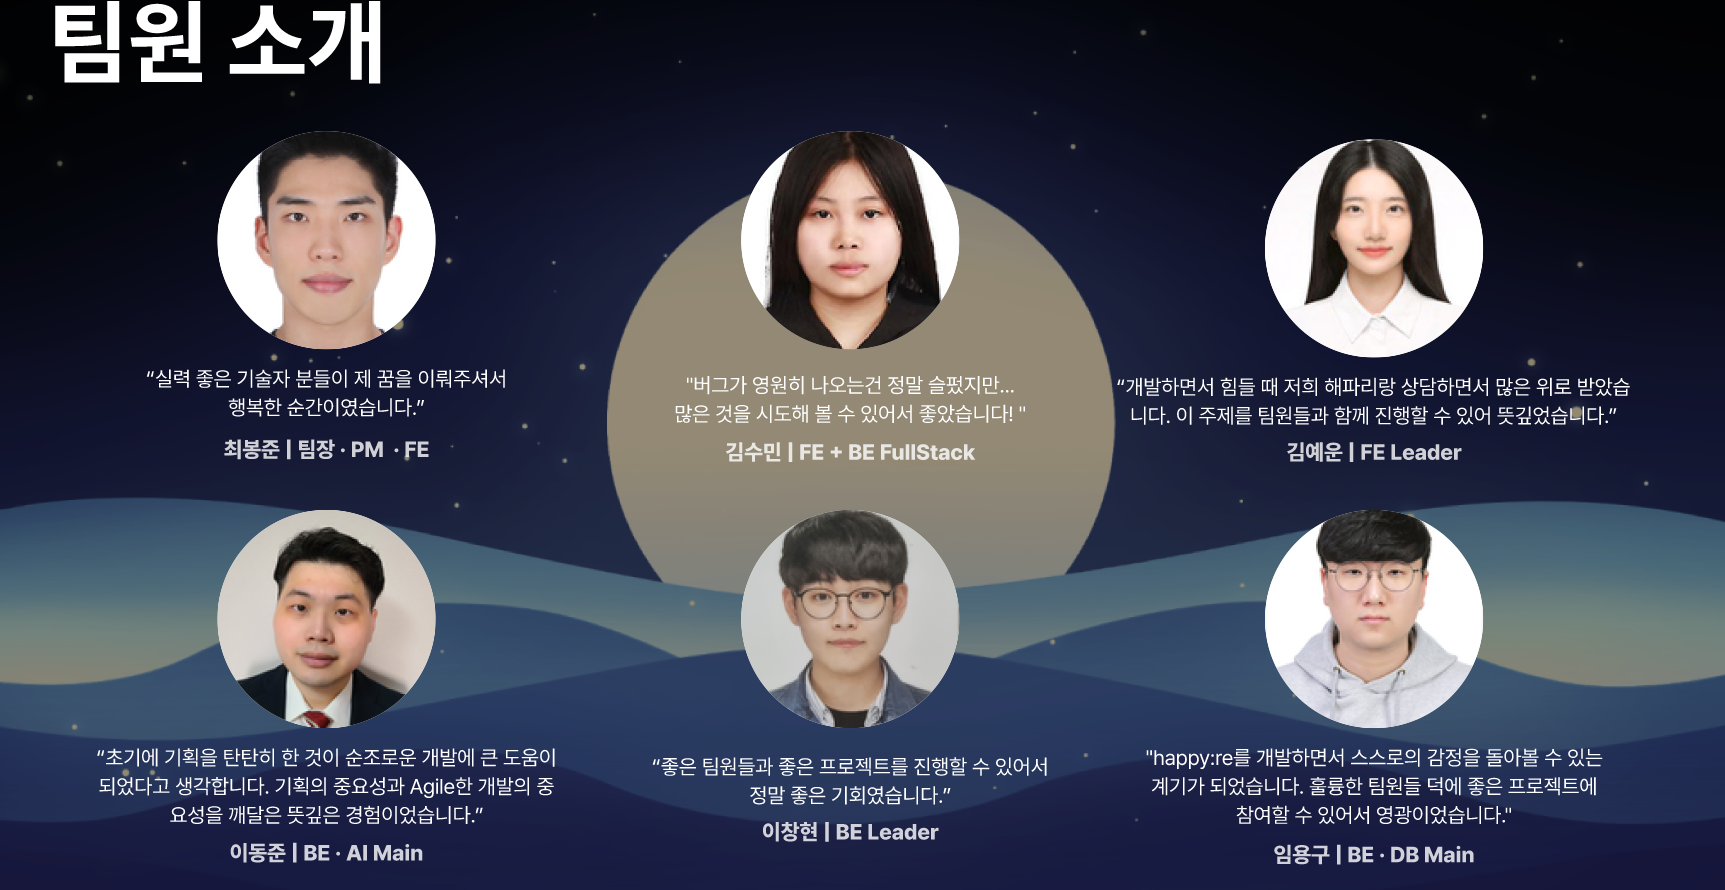 팀원 소개
“실력 좋은 기술자 분들이 제 꿈을 이뤄주셔서
행복한 순간이였습니다.”
최봉준 | 팀장 · PM · FE
"버그가 영원히 나오는건 정말 슬펐지만...
많은 것을 시도해 볼 수 있어서 좋았습니다! "
김수민 | FE + BE FullStack
“개발하면서 힘들 때 저희 해파리랑 상담하면서 많은 위로 받았습
니다. 이 주제를 팀원들과 함께 진행할 수 있어 뜻깊었습니다.”
김예운 | FE Leader
“초기에 기획을 탄탄히 한 것이 순조로운 개발에 큰 도움이
되었다고 생각합니다. 기획의 중요성과 Agile한 개발의 중
요성을 깨달은 뜻깊은 경험이었습니다.”
이동준 | BE · AI Main
“좋은 팀원들과 좋은 프로젝트를 진행할 수 있어서
정말 좋은 기회였습니다.”
이창현 | BE Leader
"happy:re를 개발하면서 스스로의 감정을 돌아볼 수 있는
계기가 되었습니다. 훌륭한 팀원들 덕에 좋은 프로젝트에
참여할 수 있어서 영광이었습니다."
임용구 | BE · DB Main